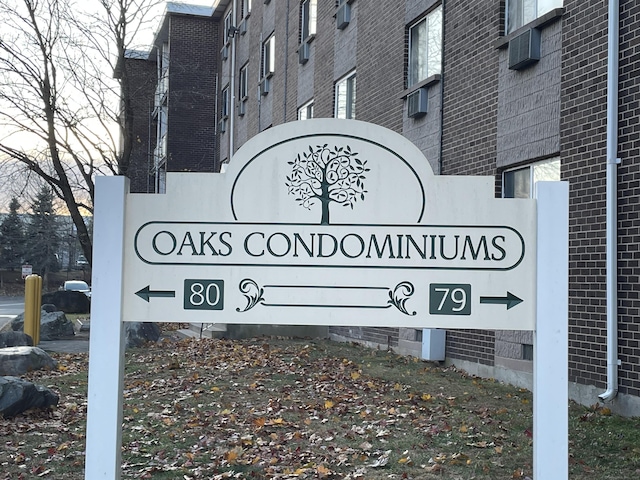 OAKS CONDOMINIUMS
← 80 79 →